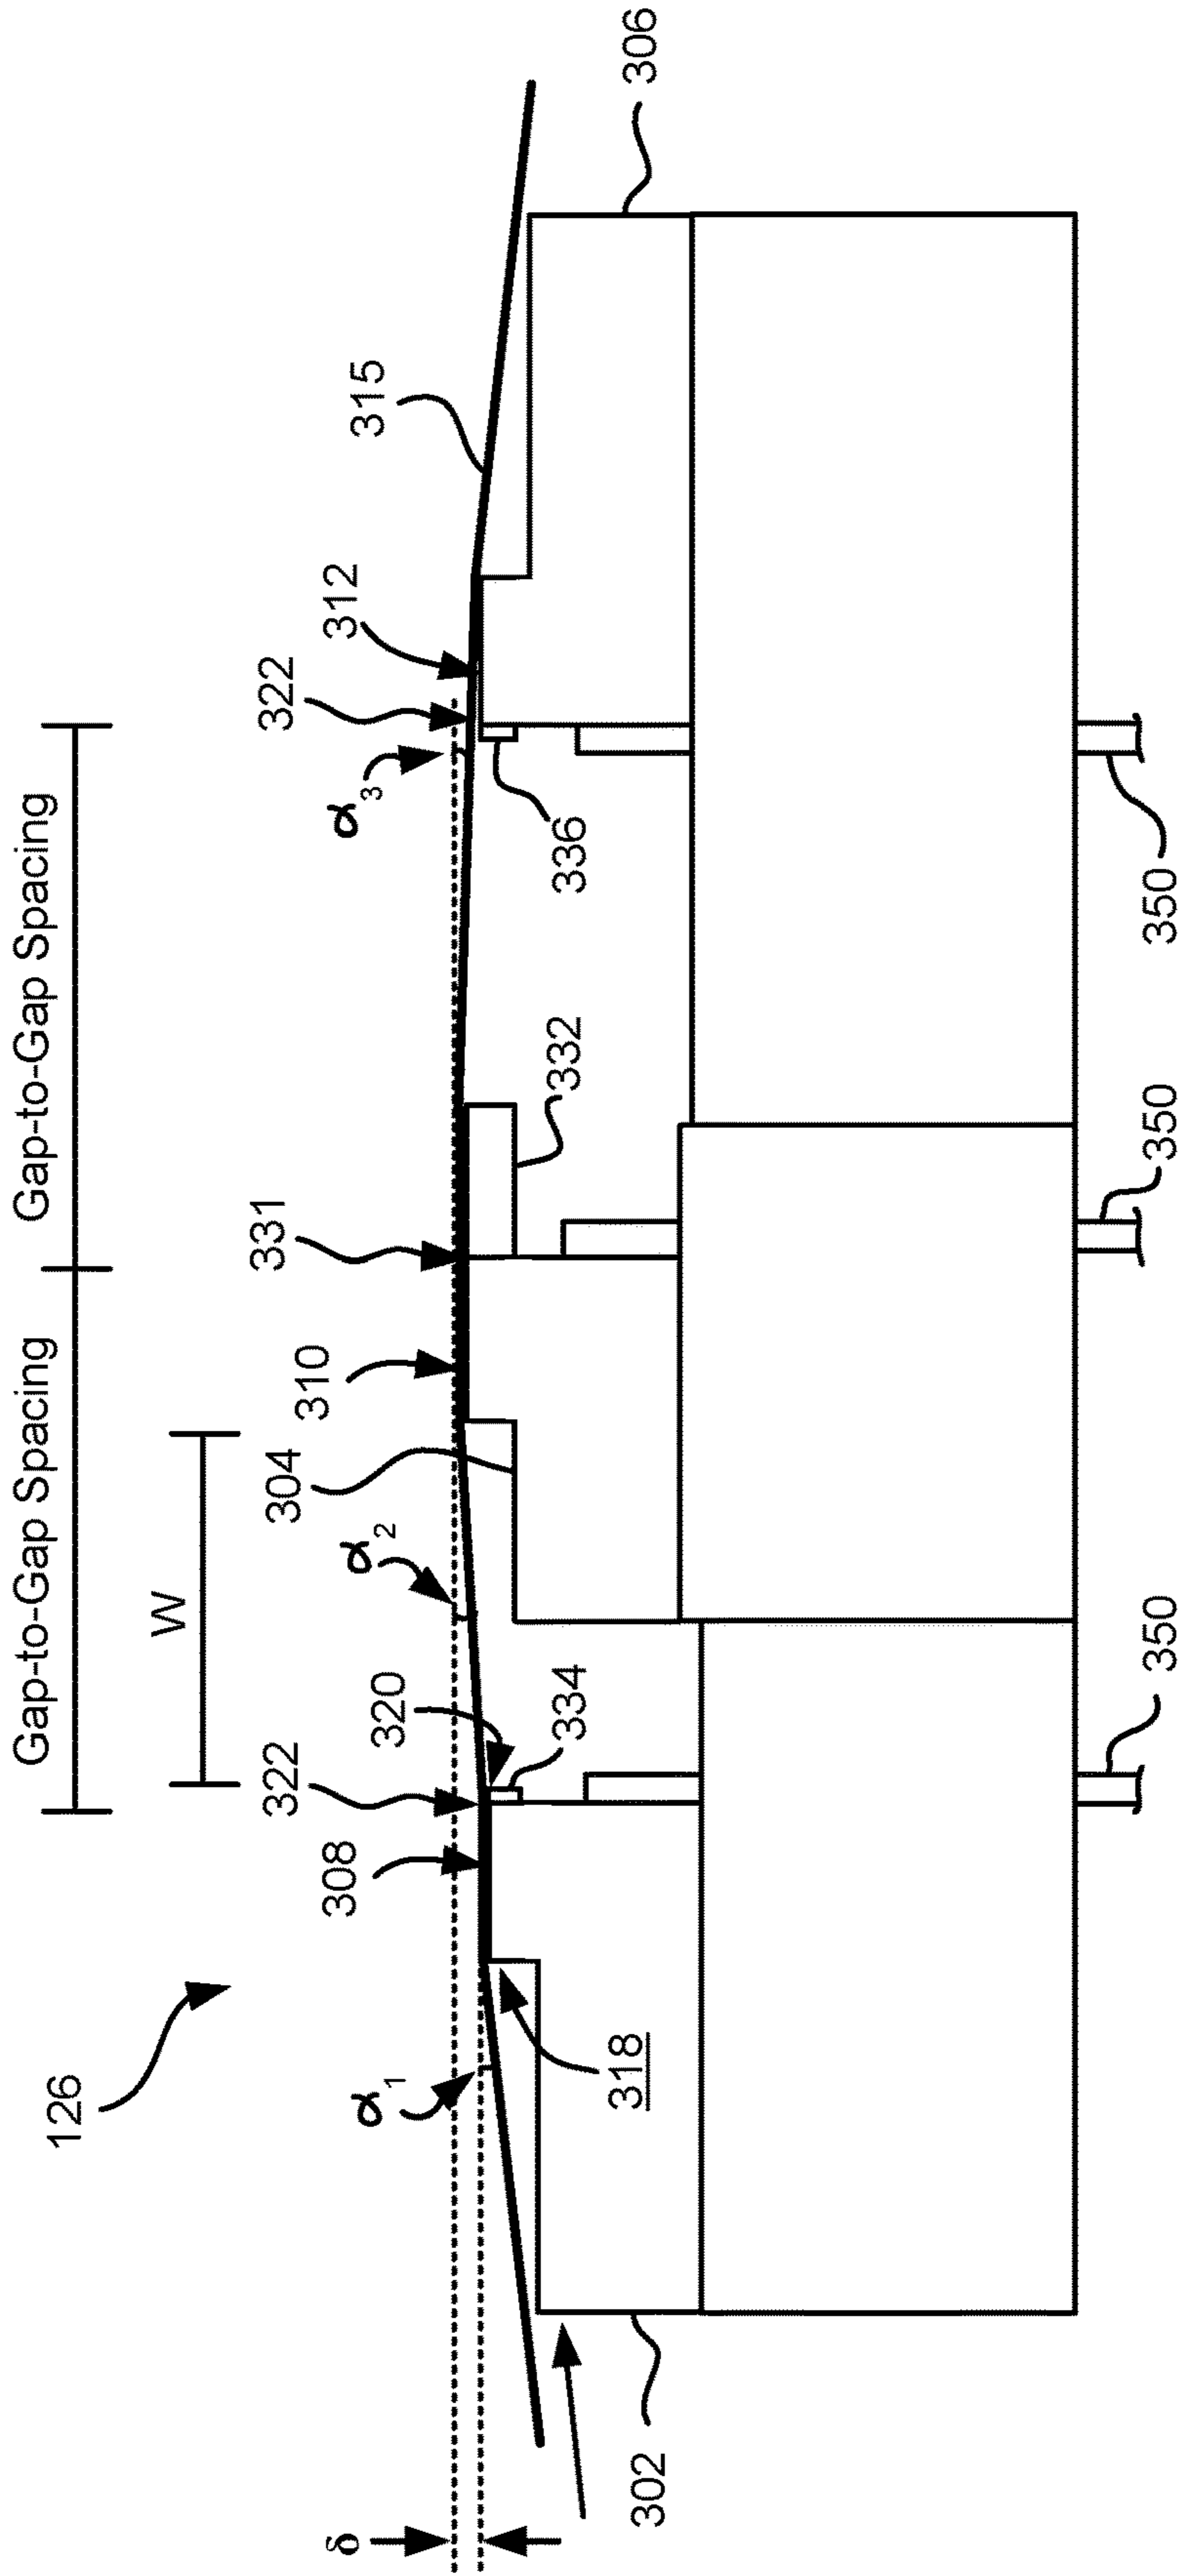 Gap-to-Gap Spacing
Gap-to-Gap Spacing
W
126
308
322
320
334
α2
304
310
331
332
α3
322
312
336
315
306
δ
α1
318
302
350
350
350